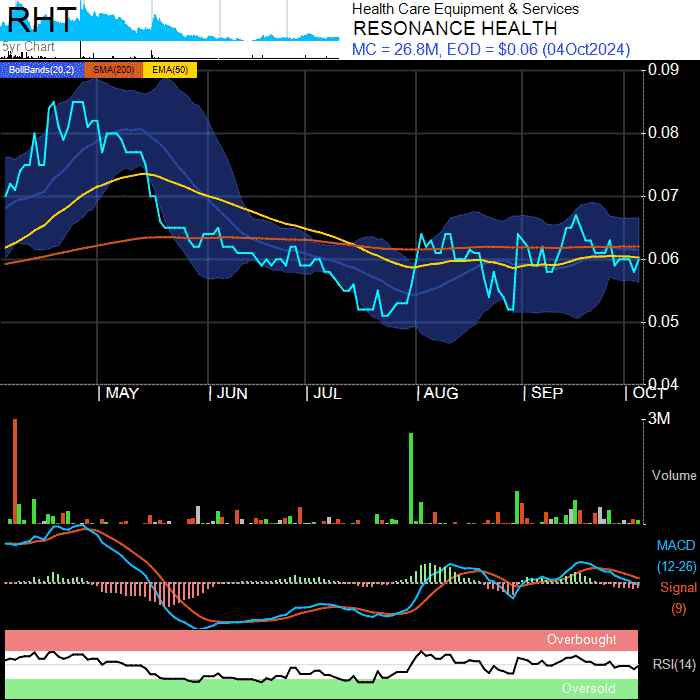 RHT
5yr Chart
Health Care Equipment & Services
RESONANCE HEALTH
MC = 26.8M, EOD = $0.06 (04Oct2024)
BollBands(20,2) SMA(200) EMA(50)
0.09
0.08
0.07
0.06
0.05
0.04
| MAY | JUN | JUL | AUG | SEP | OCT
3M
Volume
MACD
(12-26)
Signal
(9)
Overbought
RSI(14)
Oversold